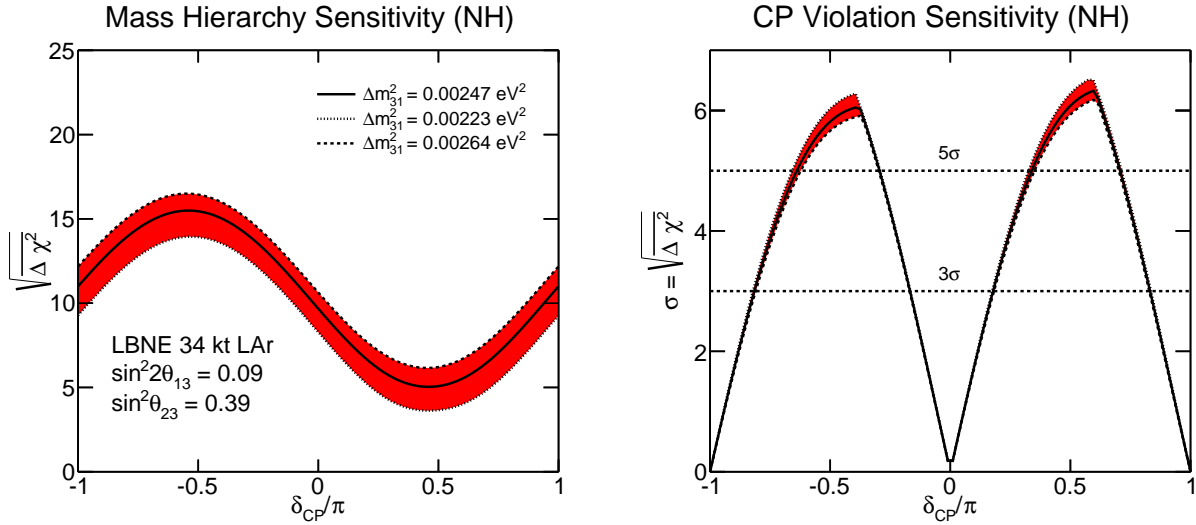 Mass Hierarchy Sensitivity (NH)
25
20
15
10
5
0
-1
-0.5
0
0.5
1
√Δχ²
δCP/π
Δm²31 = 0.00247 eV²
Δm²31 = 0.00223 eV²
Δm²31 = 0.00264 eV²
LBNE 34 kt LAr
sin²2θ13 = 0.09
sin²θ23 = 0.39
CP Violation Sensitivity (NH)
6
4
2
0
-1
-0.5
0
0.5
1
σ = √Δχ²
δCP/π
5σ
3σ